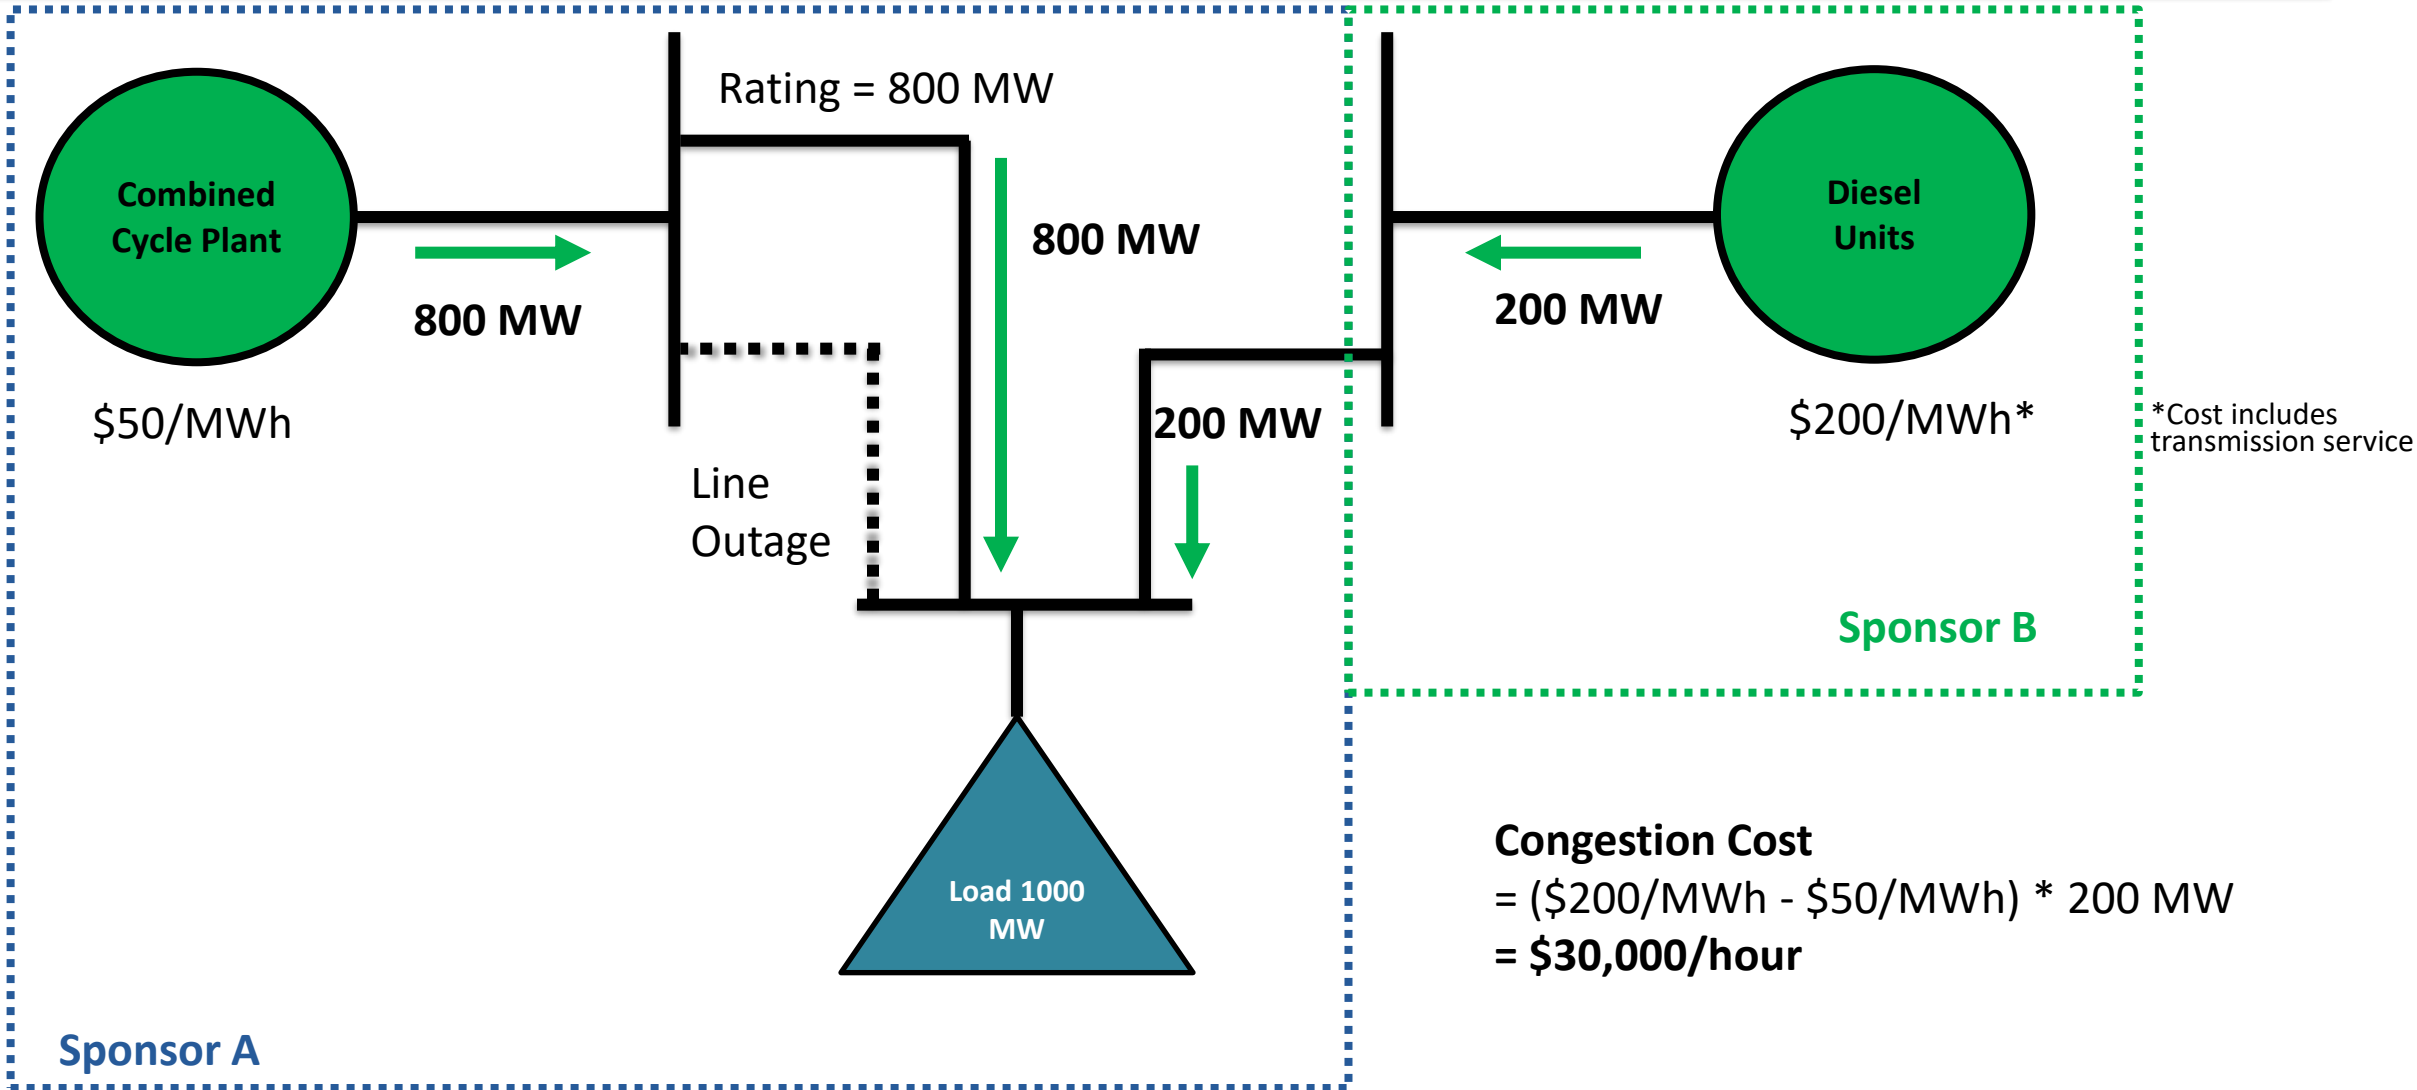 Rating = 800 MW
Combined
Cycle Plant
800 MW
$50/MWh
800 MW
Line
Outage
200 MW
Diesel
Units
200 MW
$200/MWh*
*Cost includes
transmission service
Sponsor B
Load 1000
MW
Congestion Cost
= ($200/MWh - $50/MWh) * 200 MW
= $30,000/hour
Sponsor A